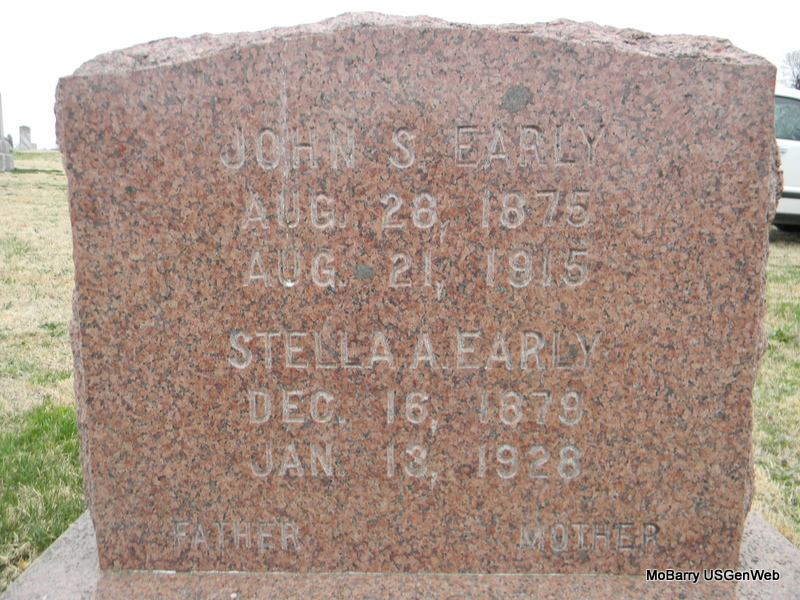 JOHN S. EARLY
AUG. 28, 1875
AUG. 21, 1915
STELLA A. EARLY
DEC. 16, 1879
JAN. 13, 1928
FATHER MOTHER
MoBarry USGenWeb